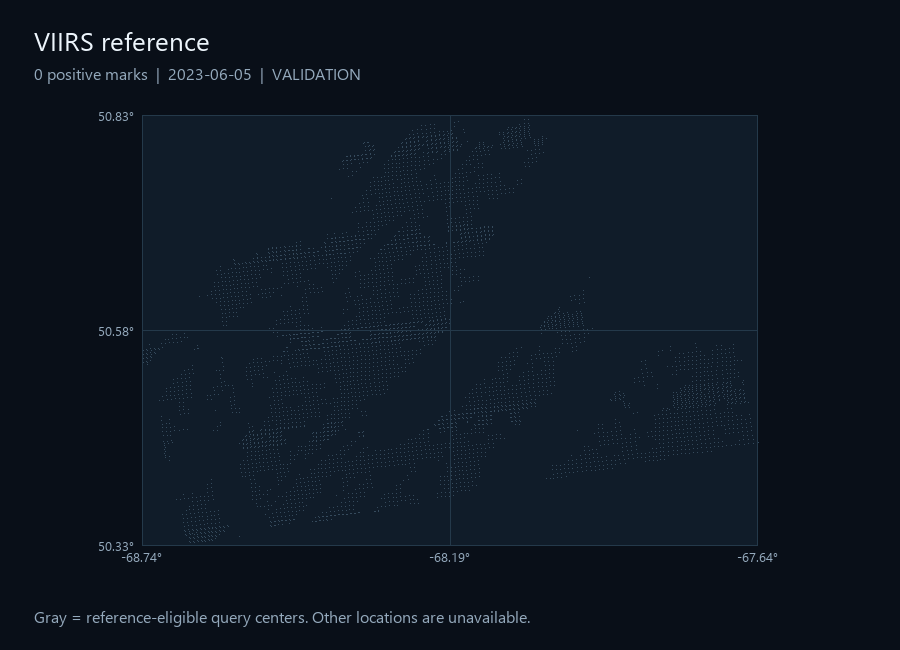 VIIRS reference
0 positive marks | 2023-06-05 | VALIDATION
50.83°
50.58°
50.33°
-68.74° -68.19° -67.64°
Gray = reference-eligible query centers. Other locations are unavailable.